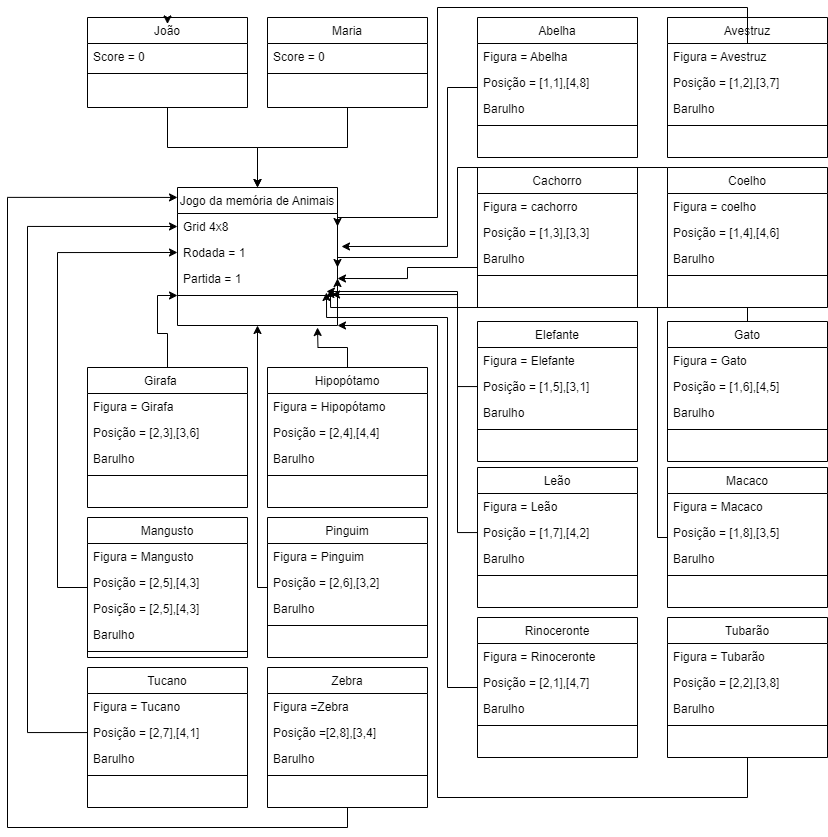 João
Score = 0
Maria
Score = 0
Abelha
Figura = Abelha
Posição = [1,1],[4,8]
Barulho
Avestruz
Figura = Avestruz
Posição = [1,2],[3,7]
Barulho
Jogo da memória de Animais
Grid 4x8
Rodada = 1
Partida = 1
Cachorro
Figura = cachorro
Posição = [1,3],[3,3]
Barulho
Coelho
Figura = coelho
Posição = [1,4],[4,6]
Barulho
Elefante
Figura = Elefante
Posição = [1,5],[3,1]
Barulho
Gato
Figura = Gato
Posição = [1,6],[4,5]
Barulho
Girafa
Figura = Girafa
Posição = [2,3],[3,6]
Barulho
Hipopótamo
Figura = Hipopótamo
Posição = [2,4],[4,4]
Barulho
Leão
Figura = Leão
Posição = [1,7],[4,2]
Barulho
Macaco
Figura = Macaco
Posição = [1,8],[3,5]
Barulho
Mangusto
Figura = Mangusto
Posição = [2,5],[4,3]
Posição = [2,5],[4,3]
Barulho
Pinguim
Figura = Pinguim
Posição = [2,6],[3,2]
Barulho
Rinoceronte
Figura = Rinoceronte
Posição = [2,1],[4,7]
Barulho
Tubarão
Figura = Tubarão
Posição = [2,2],[3,8]
Barulho
Tucano
Figura = Tucano
Posição = [2,7],[4,1]
Barulho
Zebra
Figura =Zebra
Posição =[2,8],[3,4]
Barulho